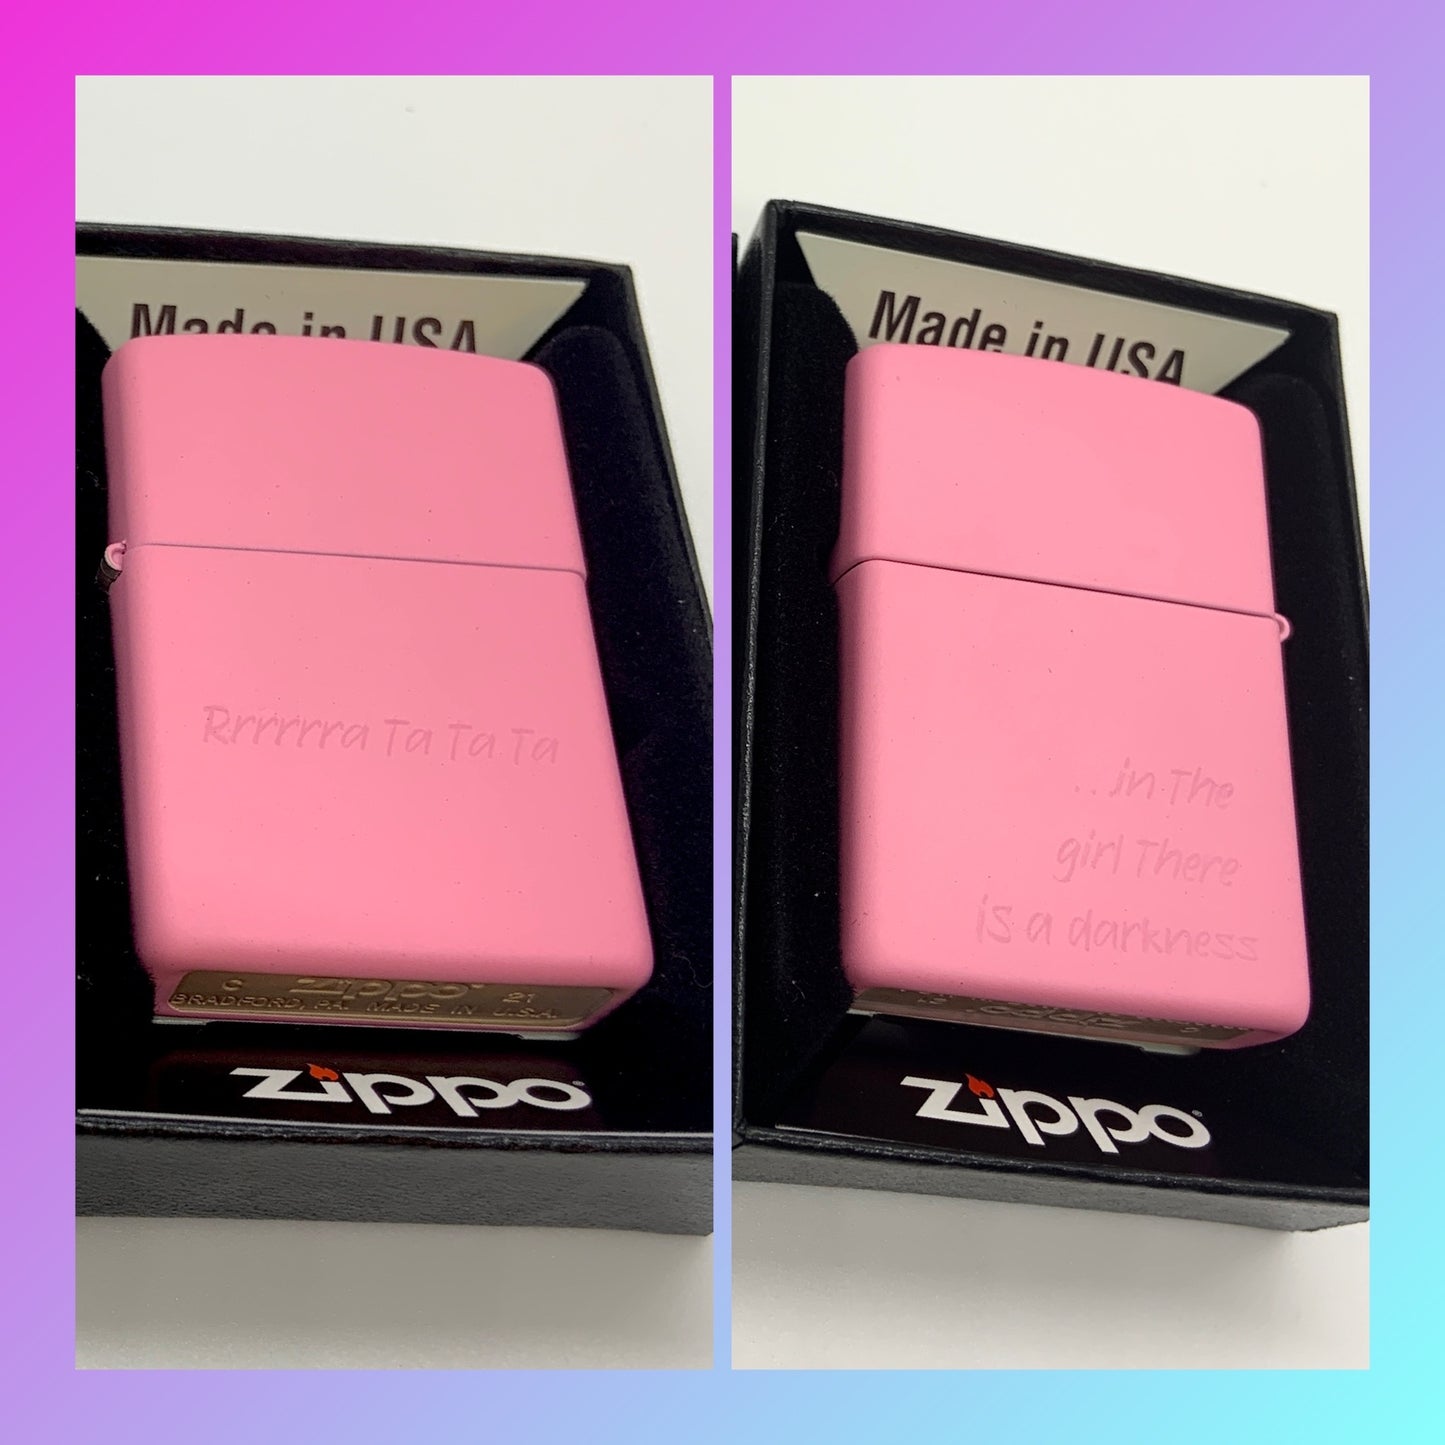 Made in USA
Rrrrrra Ta Ta Ta
C Zippo 21
BRADFORD, PA. MADE IN U.S.A.
Zippo®
Made in USA
...in The
girl There
is a darkness
Zippo®